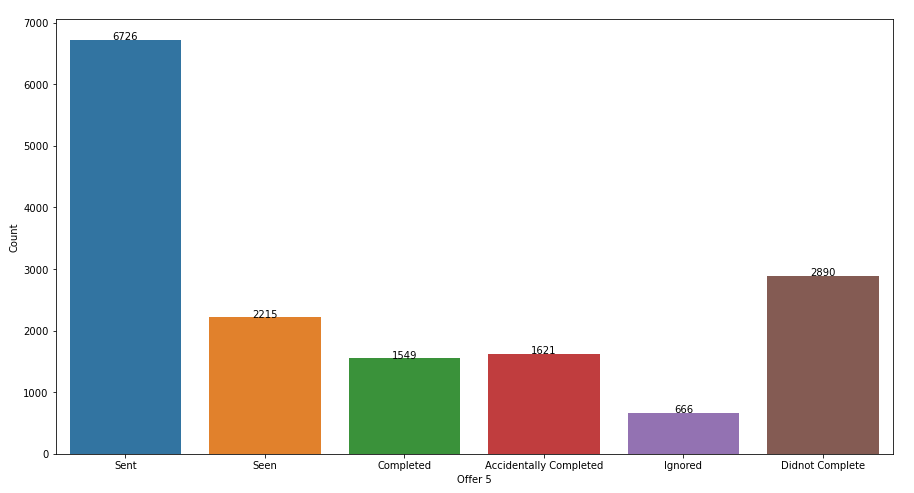 7000
6000
5000
4000
3000
2000
1000
0
Count
6726
2215
1549
1621
666
2890
Sent
Seen
Completed
Accidentally Completed
Ignored
Didnot Complete
Offer 5